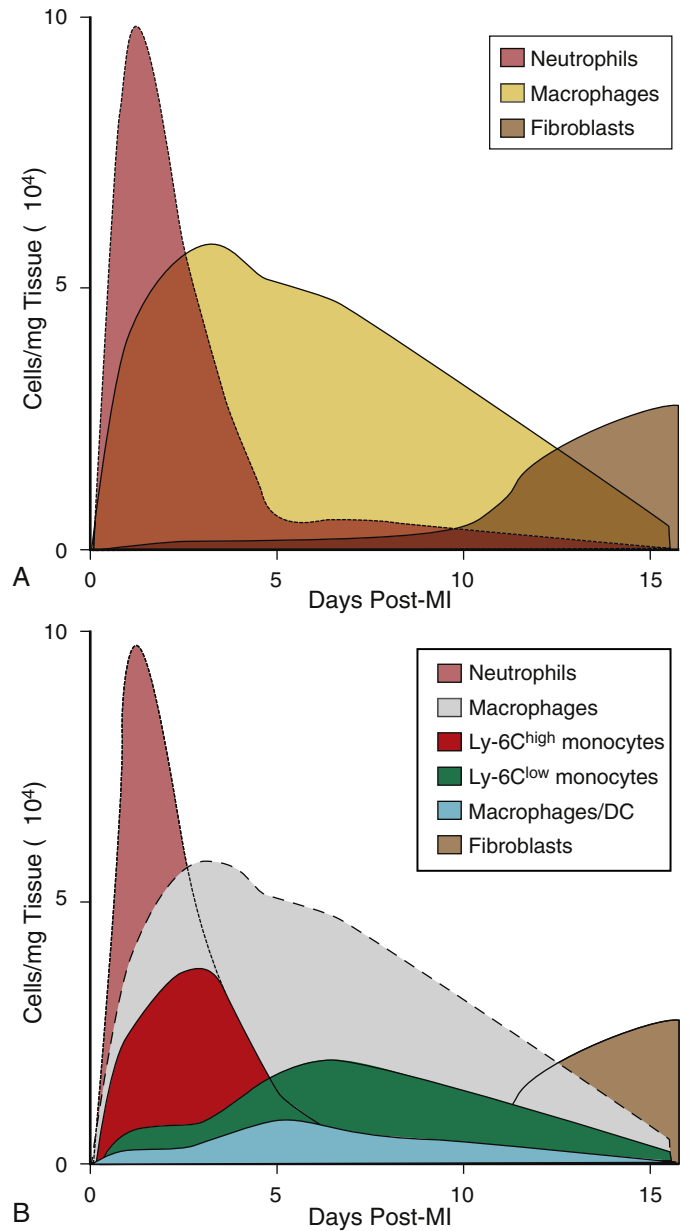 10
5
0
Cells/mg Tissue ( 10⁴)
Neutrophils
Macrophages
Fibroblasts
0
5
10
15
Days Post-MI
A
10
5
0
Cells/mg Tissue ( 10⁴)
Neutrophils
Macrophages
Ly-6Chigh monocytes
Ly-6Clow monocytes
Macrophages/DC
Fibroblasts
0
5
10
15
Days Post-MI
B